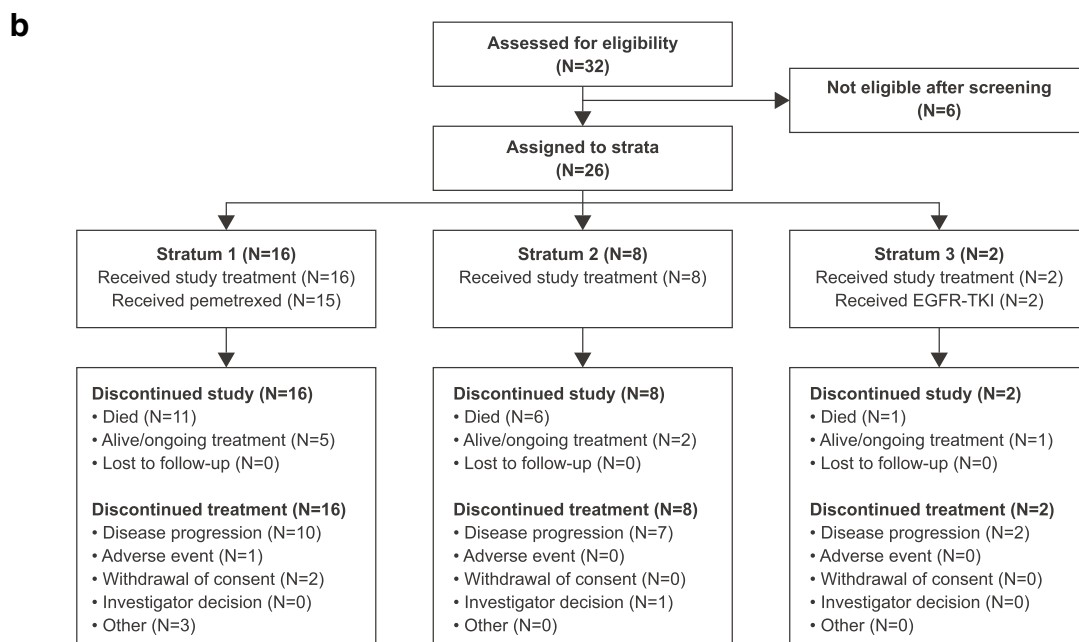 b
Assessed for eligibility
(N=32)
Not eligible after screening
(N=6)
Assigned to strata
(N=26)
Stratum 1 (N=16)
Received study treatment (N=16)
Received pemetrexed (N=15)
Stratum 2 (N=8)
Received study treatment (N=8)
Stratum 3 (N=2)
Received study treatment (N=2)
Received EGFR-TKI (N=2)
Discontinued study (N=16)
• Died (N=11)
• Alive/ongoing treatment (N=5)
• Lost to follow-up (N=0)
Discontinued treatment (N=16)
• Disease progression (N=10)
• Adverse event (N=1)
• Withdrawal of consent (N=2)
• Investigator decision (N=0)
• Other (N=3)
Discontinued study (N=8)
• Died (N=6)
• Alive/ongoing treatment (N=2)
• Lost to follow-up (N=0)
Discontinued treatment (N=8)
• Disease progression (N=7)
• Adverse event (N=0)
• Withdrawal of consent (N=0)
• Investigator decision (N=1)
• Other (N=0)
Discontinued study (N=2)
• Died (N=1)
• Alive/ongoing treatment (N=1)
• Lost to follow-up (N=0)
Discontinued treatment (N=2)
• Disease progression (N=2)
• Adverse event (N=0)
• Withdrawal of consent (N=0)
• Investigator decision (N=0)
• Other (N=0)